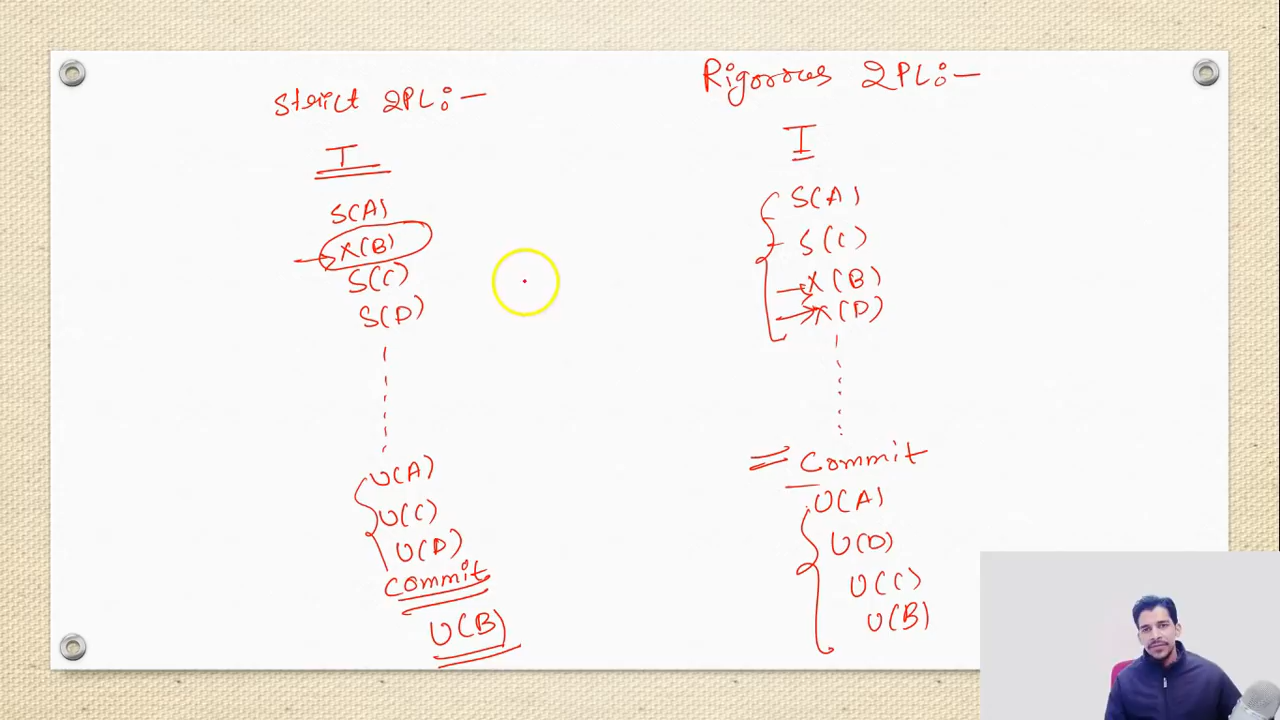 Strict 2PL:-
T
S(A)
X(B)
S(C)
S(D)
U(A)
U(C)
U(D)
Commit
U(B)
Rigorous 2PL:-
T
S(A)
S(C)
X(B)
X(D)
Commit
U(A)
U(D)
U(C)
U(B)